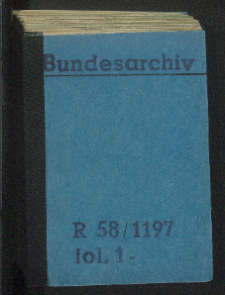 Bundesarchiv
R 58/1197
fol. 1-